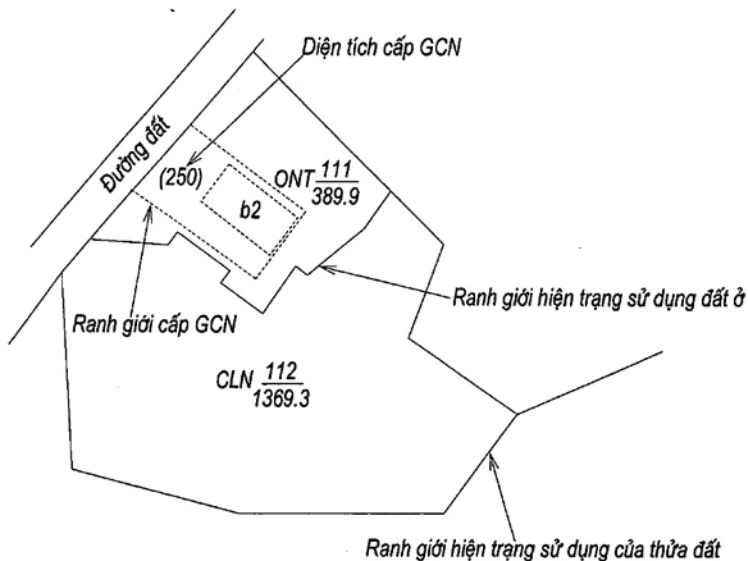 Diện tích cấp GCN
Đường đất
(250)
ONT 111
389.9
b2
Ranh giới hiện trạng sử dụng đất ở
Ranh giới cấp GCN
CLN 112
1369.3
Ranh giới hiện trạng sử dụng của thửa đất